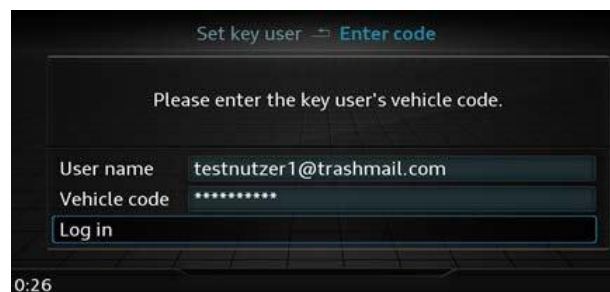 Set key user Enter code
Please enter the key user's vehicle code.
User name testnutzer1@trashmail.com
Vehicle code **********
Log in
0:26